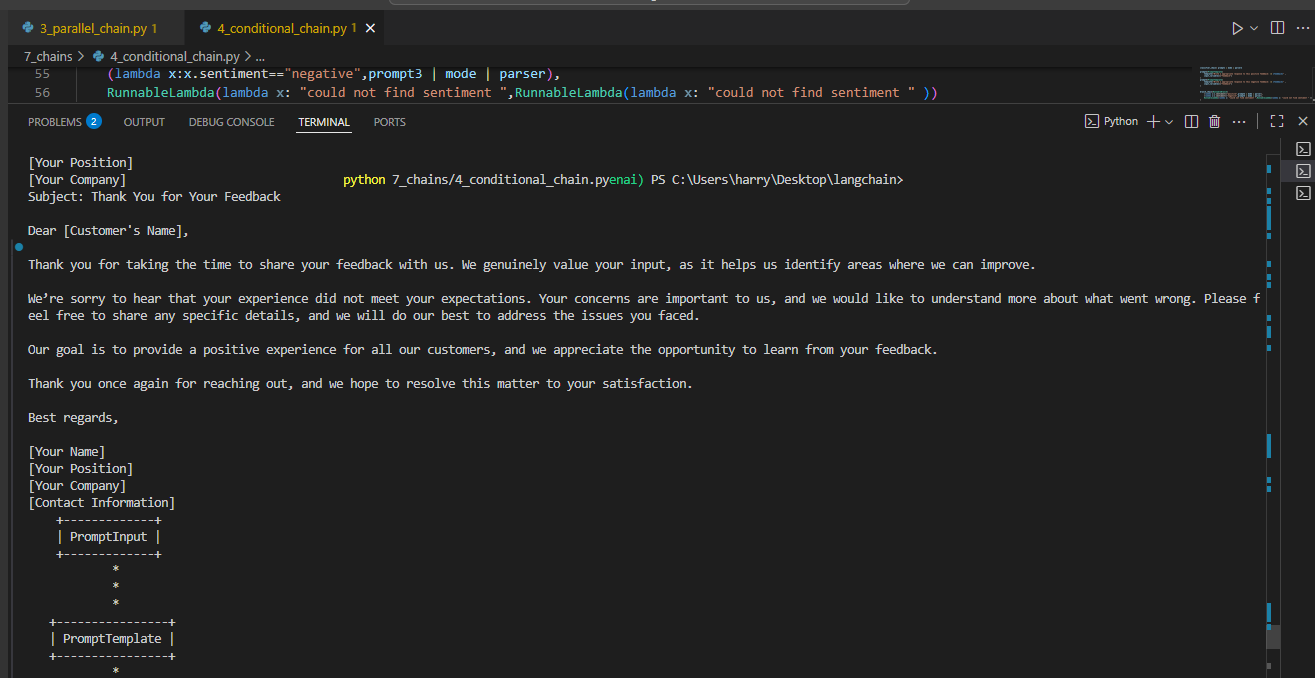 3_parallel_chain.py 1
4_conditional_chain.py 1
7_chains > 4_conditional_chain.py > ...
55 (lambda x:x.sentiment=="negative",prompt3 | mode | parser),
56 RunnableLambda(lambda x: "could not find sentiment ",RunnableLambda(lambda x: "could not find sentiment " ))
PROBLEMS 2 OUTPUT DEBUG CONSOLE TERMINAL PORTS
Python
[Your Position]
[Your Company] python 7_chains/4_conditional_chain.pyenai) PS C:\Users\harry\Desktop\langchain>
Subject: Thank You for Your Feedback
Dear [Customer's Name],
Thank you for taking the time to share your feedback with us. We genuinely value your input, as it helps us identify areas where we can improve.
We’re sorry to hear that your experience did not meet your expectations. Your concerns are important to us, and we would like to understand more about what went wrong. Please f
eel free to share any specific details, and we will do our best to address the issues you faced.
Our goal is to provide a positive experience for all our customers, and we appreciate the opportunity to learn from your feedback.
Thank you once again for reaching out, and we hope to resolve this matter to your satisfaction.
Best regards,
[Your Name]
[Your Position]
[Your Company]
[Contact Information]
+-------------+
| PromptInput |
+-------------+
*
*
*
+----------------+
| PromptTemplate |
+----------------+
*